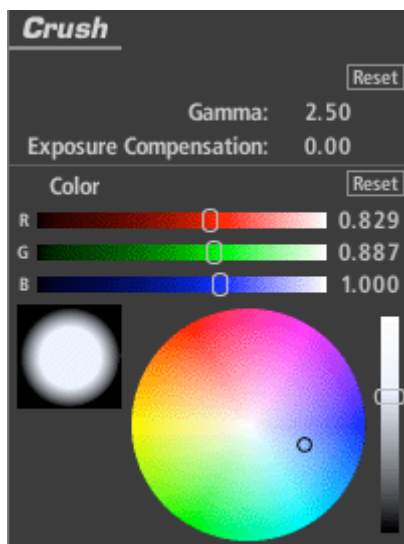 Crush
Reset
Gamma: 2.50
Exposure Compensation: 0.00
Color Reset
R 0.829
G 0.887
B 1.000